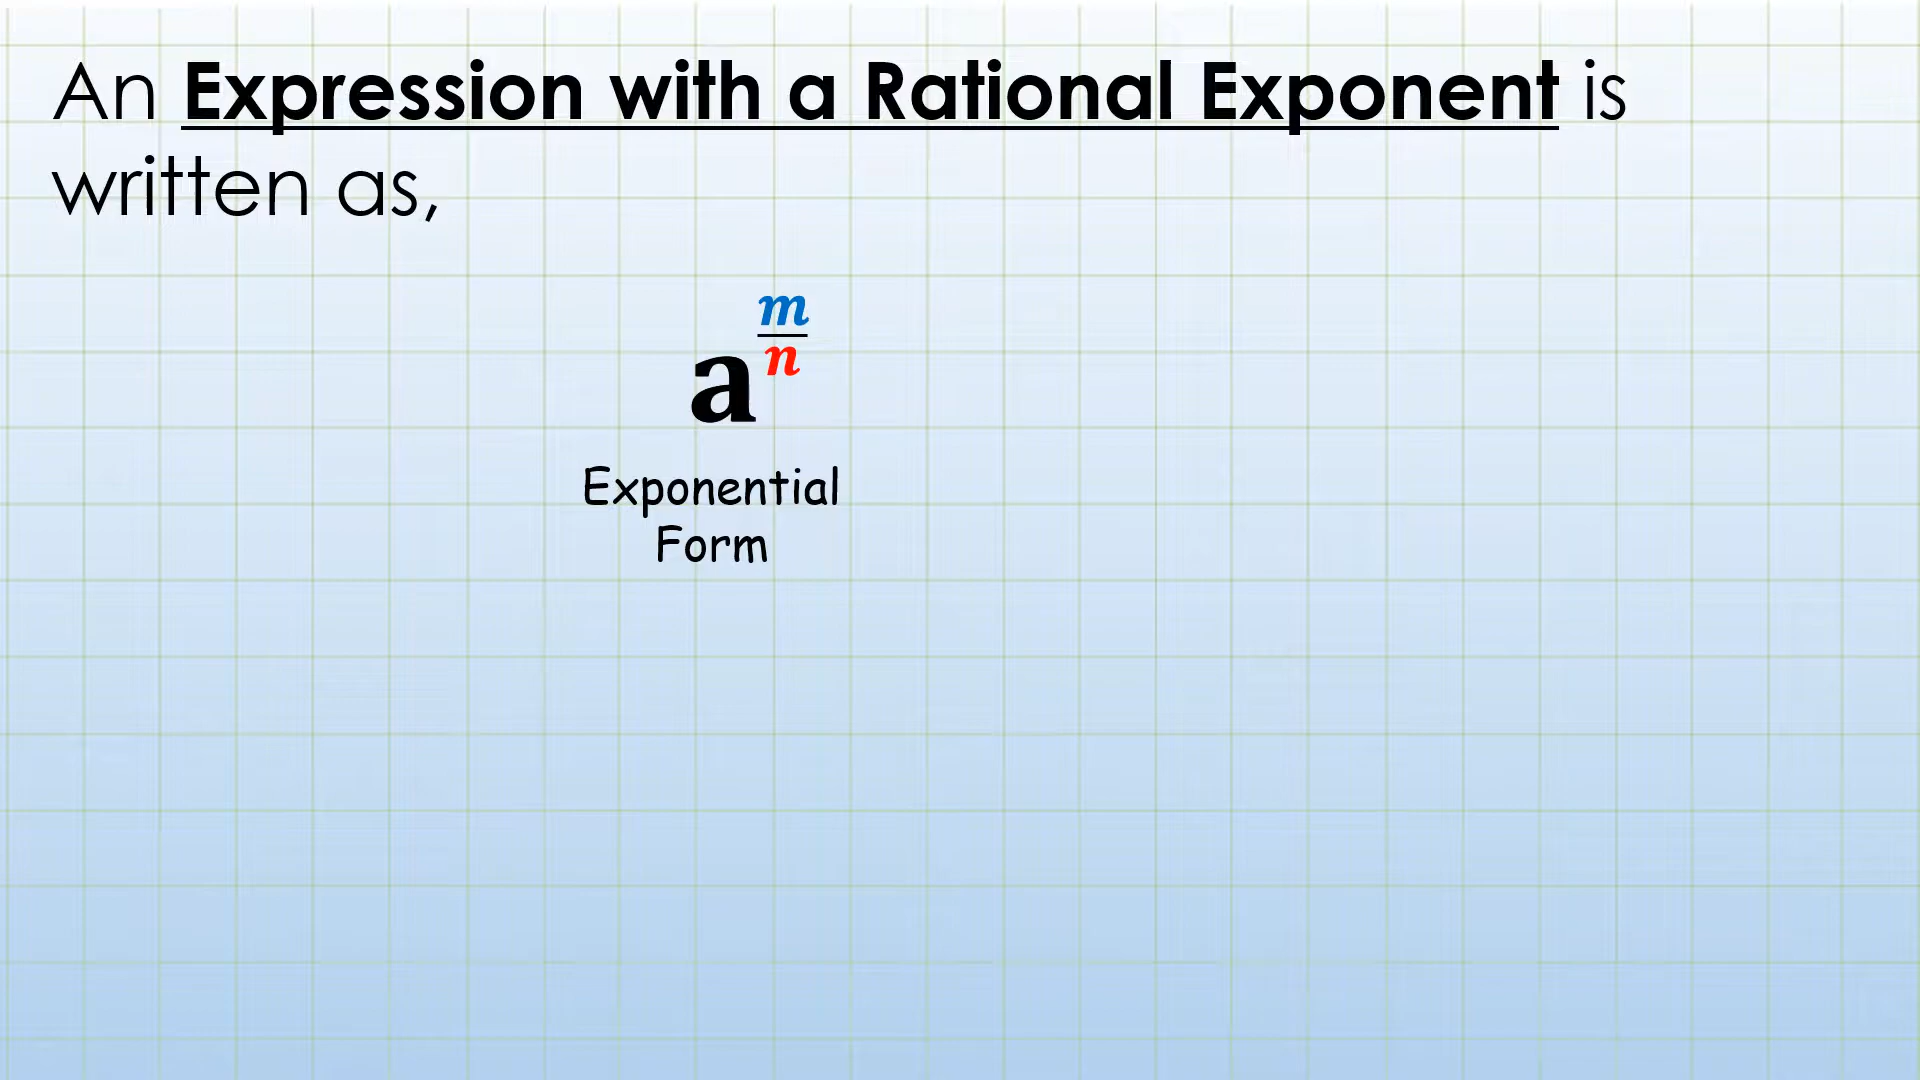 An Expression with a Rational Exponent is
written as,
a^(m/n)
Exponential
Form